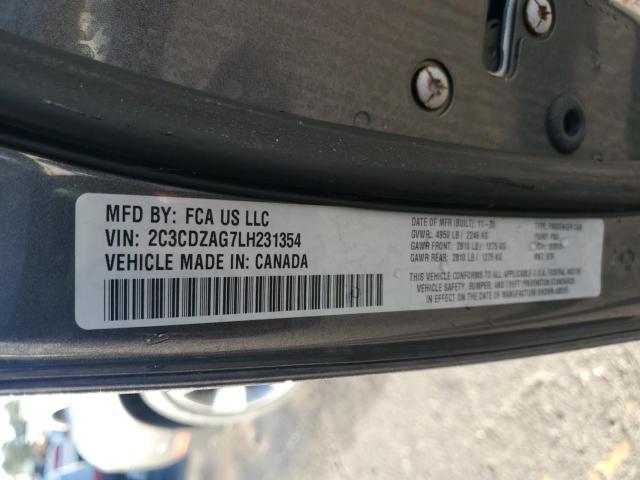 MFD BY: FCA US LLC
VIN: 2C3CDZAG7LH231354
VEHICLE MADE IN: CANADA
DATE OF MFR (BUILT): 11-20
GVWR: 4950 LB / 2246 KG
GAWR FRONT: 2810 LB / 1275 KG
GAWR REAR: 2810 LB / 1275 KG
TYPE: PASSENGER CAR
THIS VEHICLE CONFORMS TO ALL APPLICABLE U.S.A. FEDERAL MOTOR
VEHICLE SAFETY, BUMPER, AND THEFT PREVENTION STANDARDS
IN EFFECT ON THE DATE OF MANUFACTURE SHOWN ABOVE.